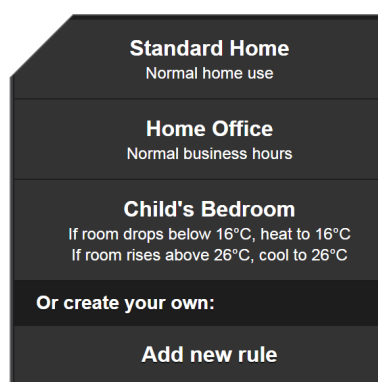 Standard Home
Normal home use
Home Office
Normal business hours
Child's Bedroom
If room drops below 16°C, heat to 16°C
If room rises above 26°C, cool to 26°C
Or create your own:
Add new rule